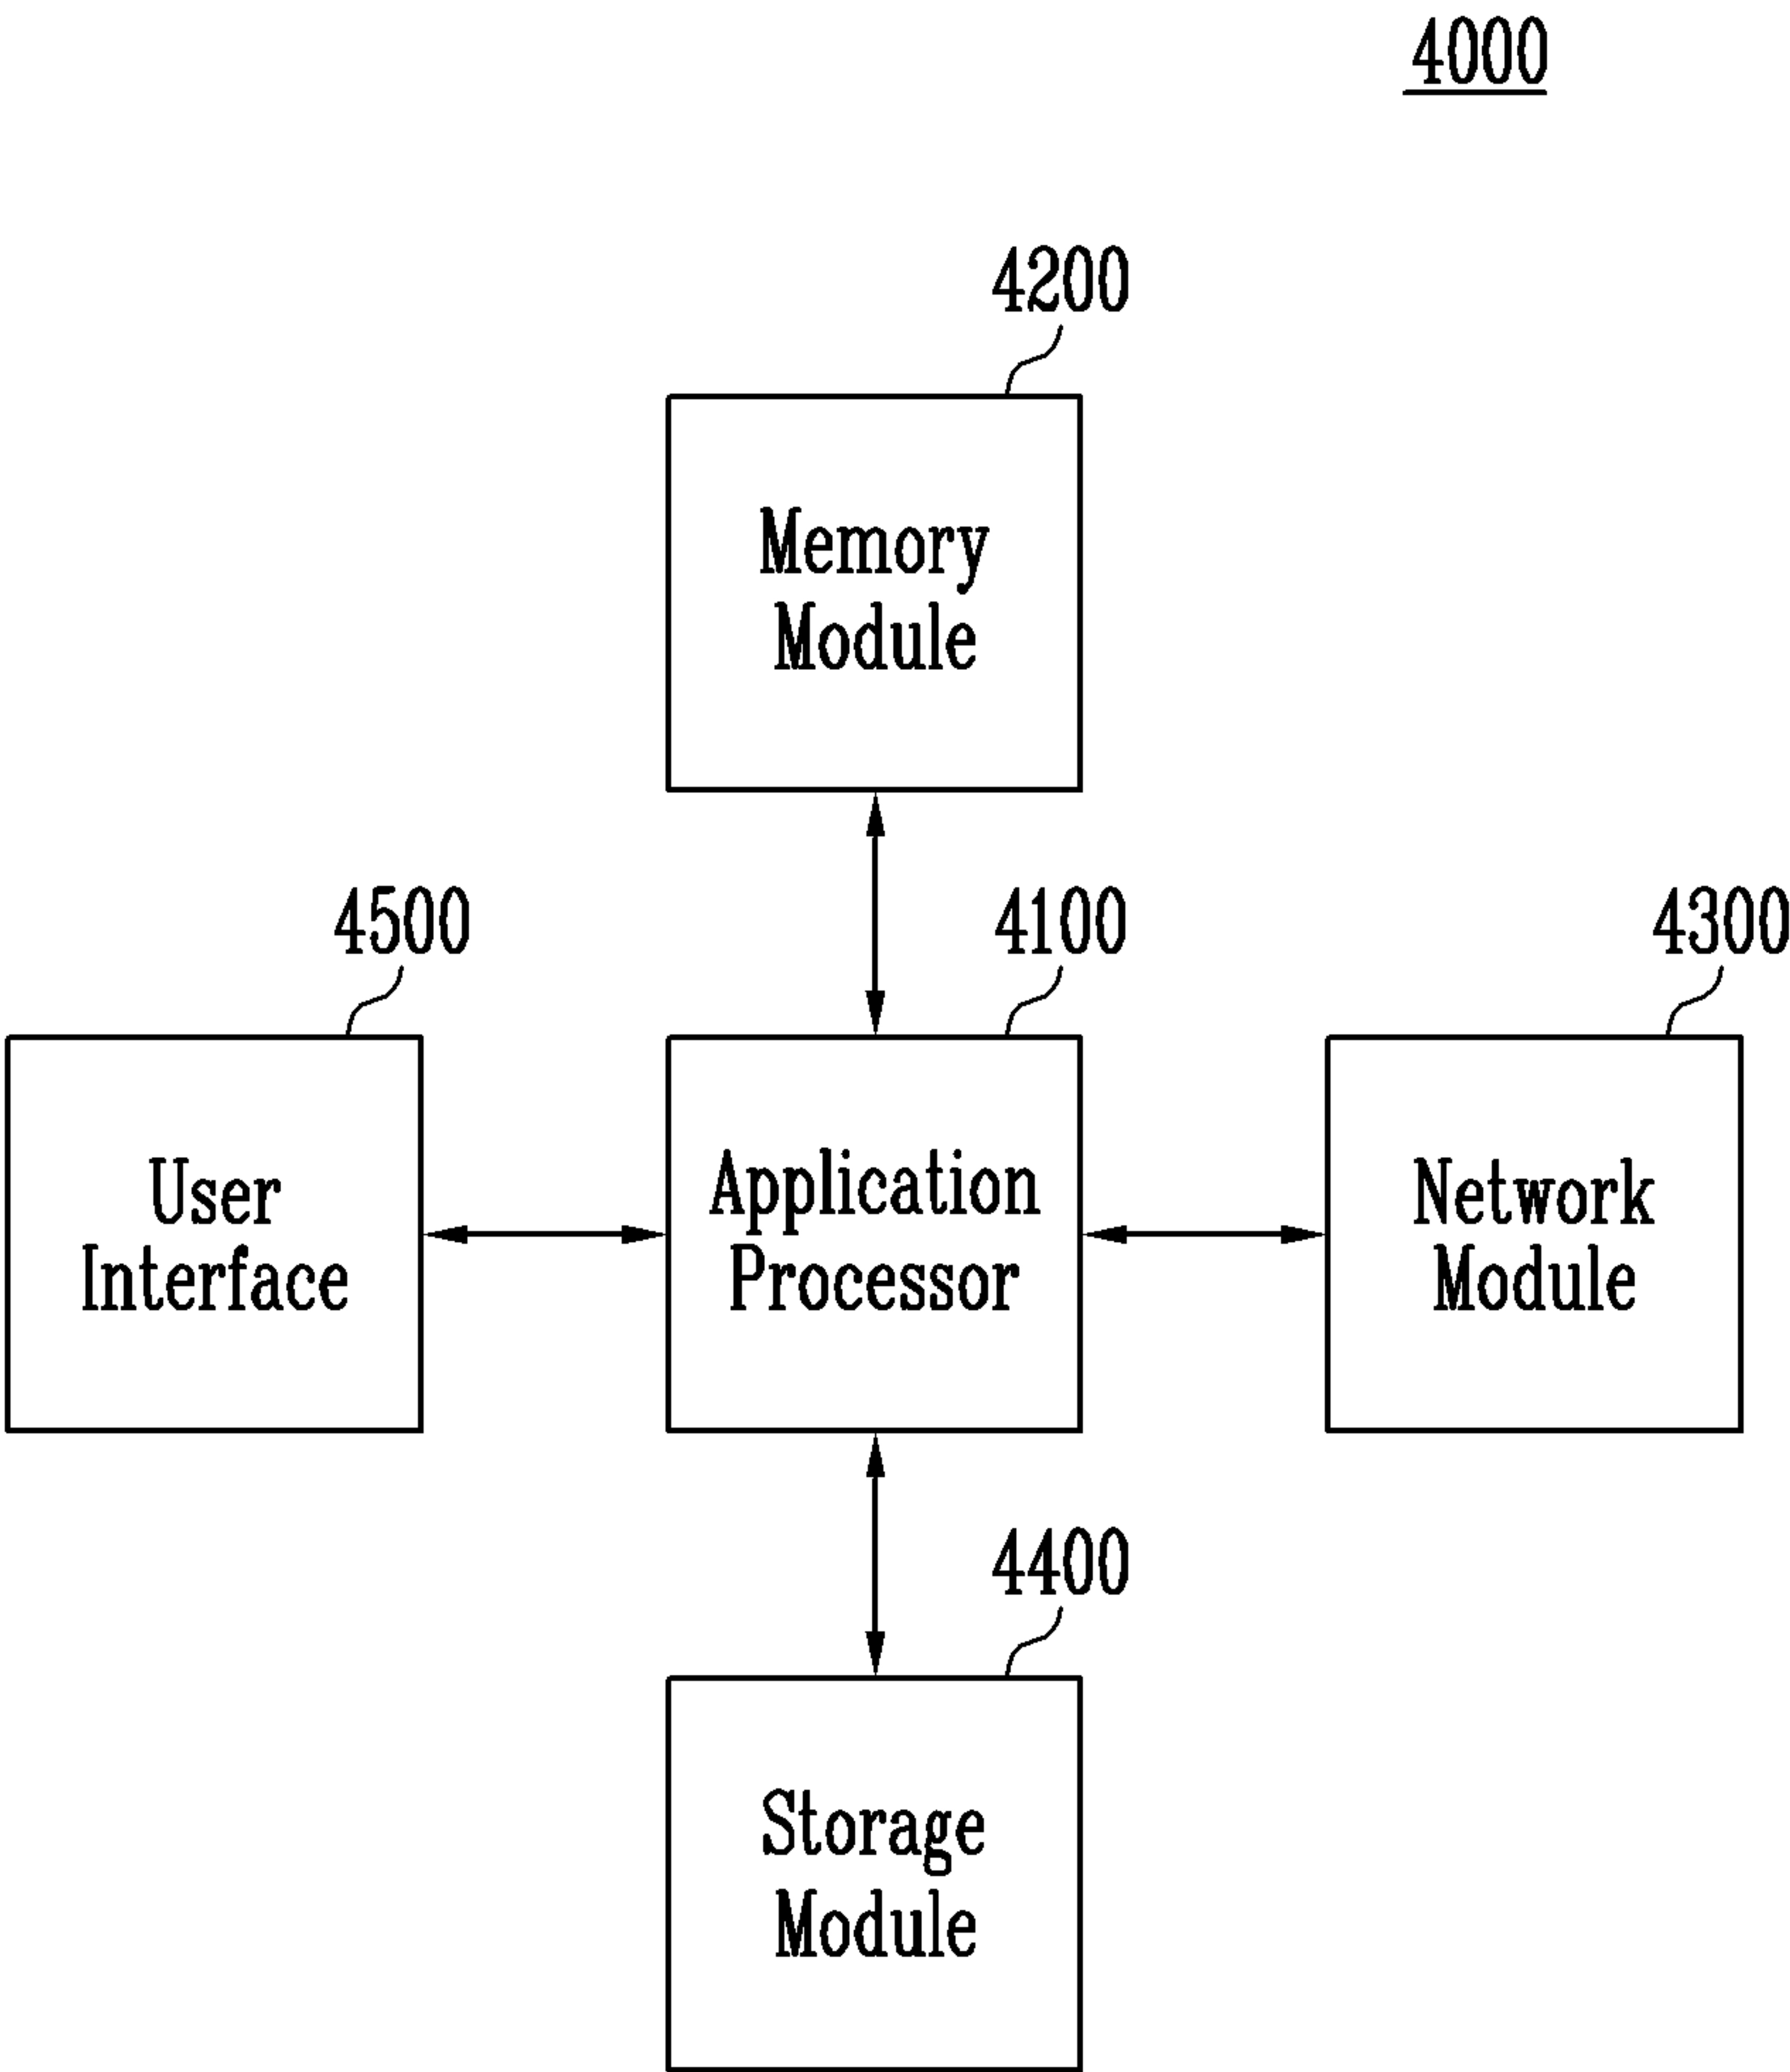 4000
4200
Memory
Module
4500
4100
4300
User
Interface
Application
Processor
Network
Module
4400
Storage
Module